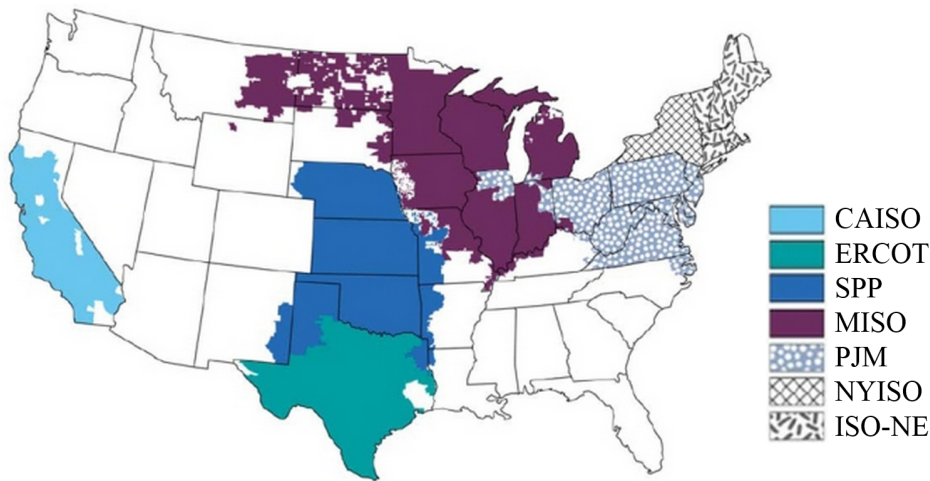 CAISO
ERCOT
SPP
MISO
PJM
NYISO
ISO-NE